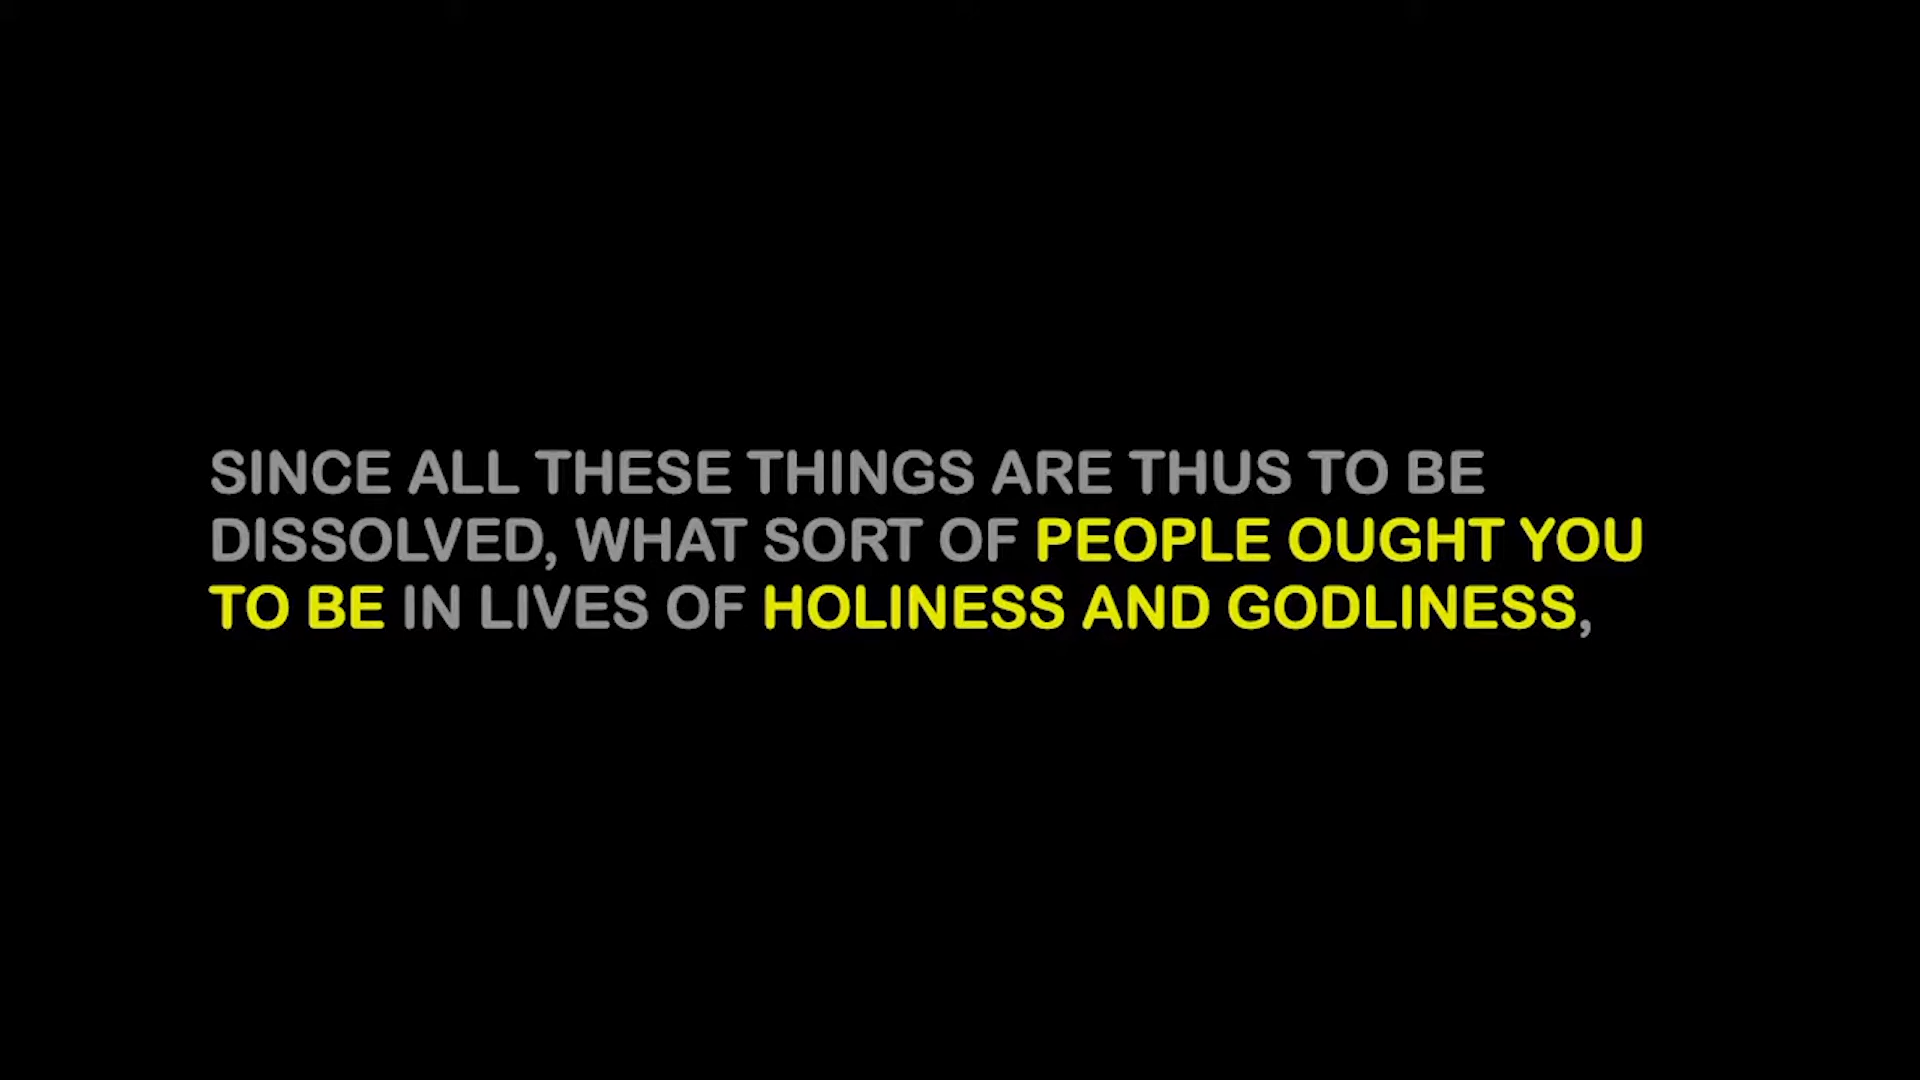 SINCE ALL THESE THINGS ARE THUS TO BE
DISSOLVED, WHAT SORT OF PEOPLE OUGHT YOU
TO BE IN LIVES OF HOLINESS AND GODLINESS,